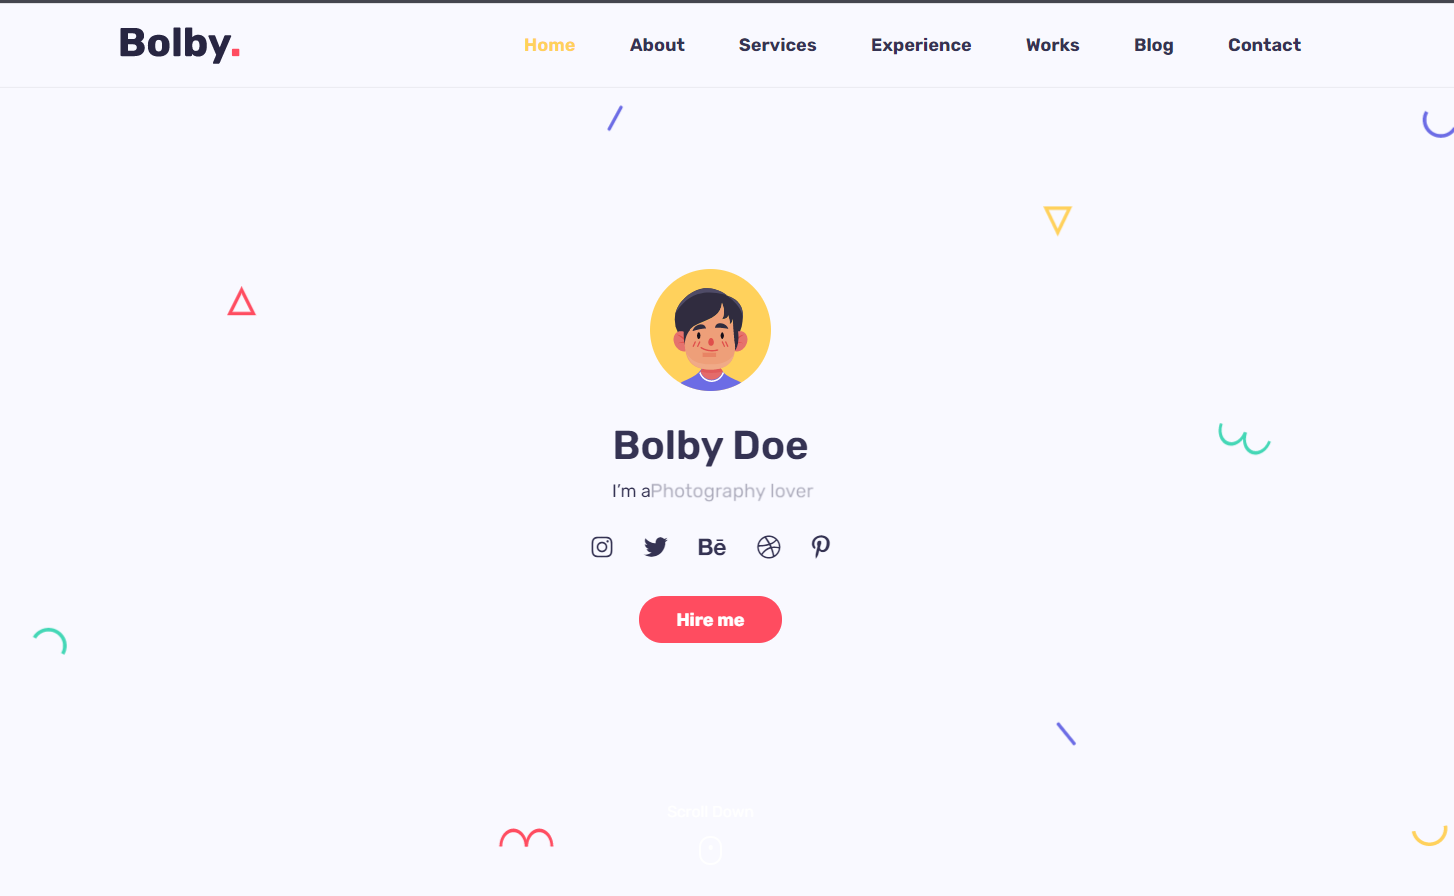 Bolby.
Home About Services Experience Works Blog Contact
Bolby Doe
I'm aPhotography lover
Bē
Hire me
Scroll Down